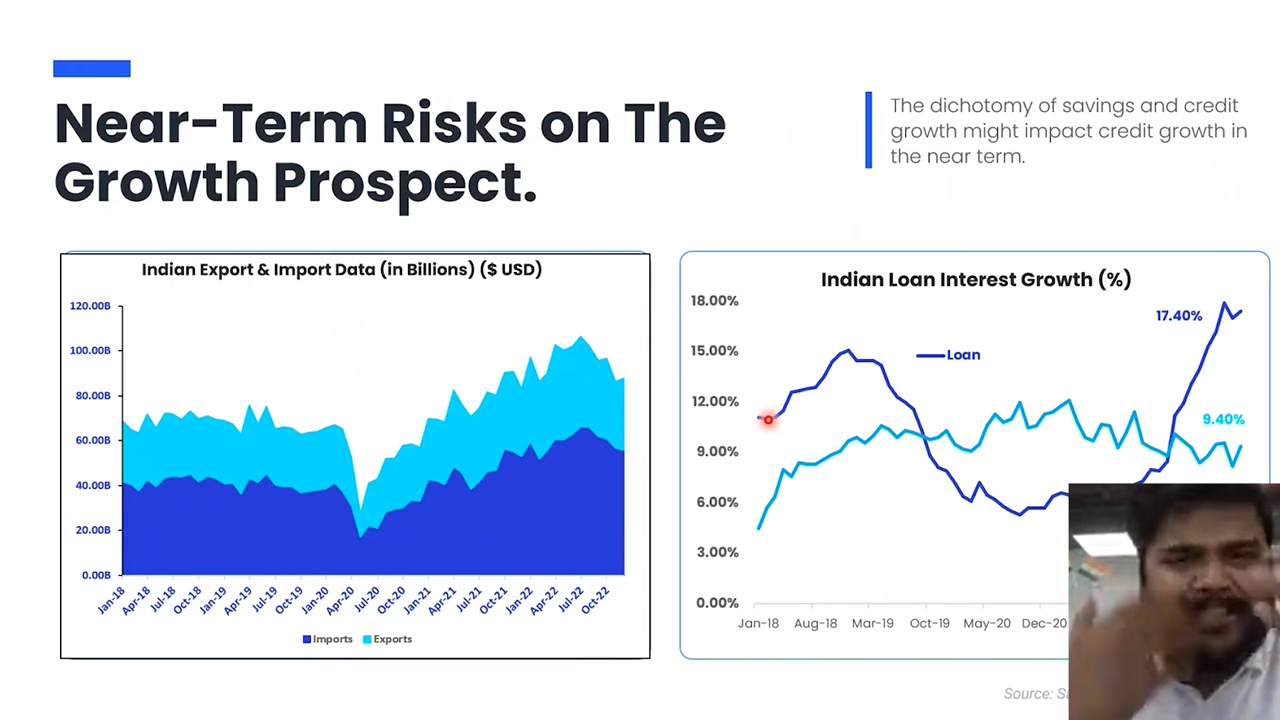 Near-Term Risks on The
Growth Prospect.
The dichotomy of savings and credit
growth might impact credit growth in
the near term.
Indian Export & Import Data (in Billions) ($ USD)
120.00B
100.00B
80.00B
60.00B
40.00B
20.00B
0.00B
Jan-18 Apr-18 Jul-18 Oct-18 Jan-19 Apr-19 Jul-19 Oct-19 Jan-20 Apr-20 Jul-20 Oct-20 Jan-21 Apr-21 Jul-21 Oct-21 Jan-22 Apr-22 Jul-22 Oct-22
Imports Exports
Indian Loan Interest Growth (%)
18.00%
17.40%
15.00%
Loan
12.00%
9.40%
9.00%
6.00%
3.00%
0.00%
Jan-18 Aug-18 Mar-19 Oct-19 May-20 Dec-20
Source: